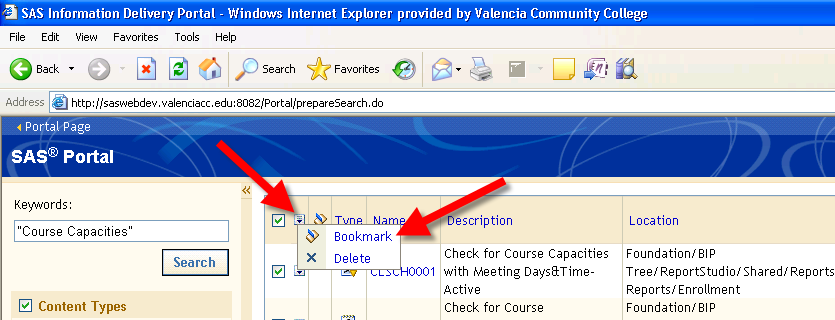 SAS Information Delivery Portal - Windows Internet Explorer provided by Valencia Community College
File Edit View Favorites Tools Help
Back Search Favorites
Address http://saswebdev.valenciacc.edu:8082/Portal/prepareSearch.do
Portal Page
SAS® Portal
Keywords:
"Course Capacities"
Search
Content Types
Type Name Description Location
Bookmark
Delete
CLSCH0001
Check for Course Capacities
with Meeting Days&Time-
Active
Foundation/BIP
Tree/ReportStudio/Shared/Reports
Reports/Enrollment
Check for Course
Foundation/BIP